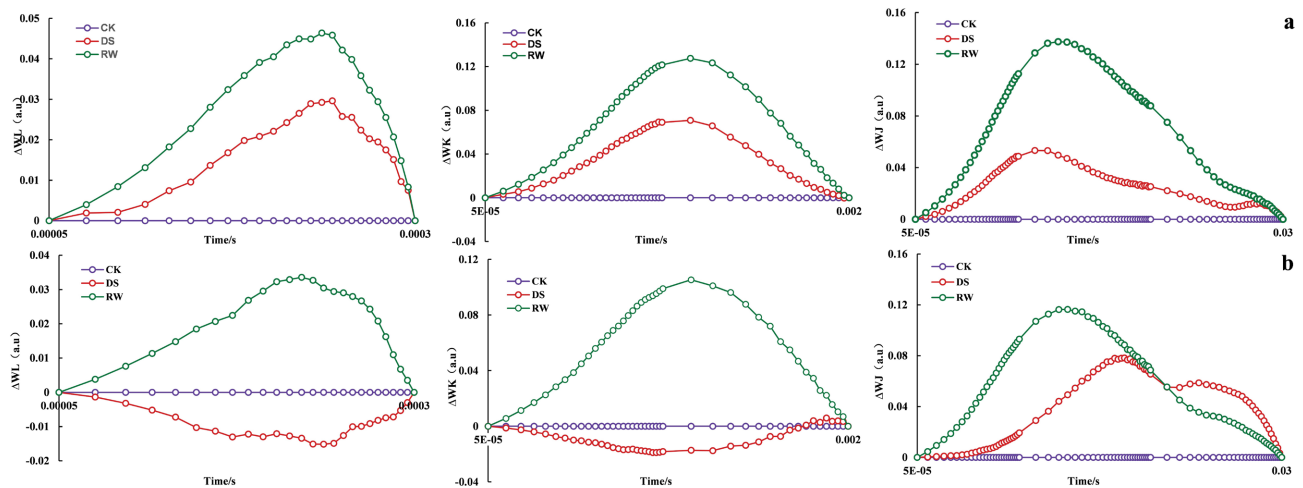 a
0.05
0.04
0.03
0.02
0.01
0
CK
DS
RW
ΔWL（a.u）
0.00005
0.0003
Time/s
0.16
0.12
0.08
0.04
0.00
-0.04
CK
DS
RW
ΔWK（a.u）
5E-05
0.002
Time/s
0.16
0.12
0.08
0.04
0
CK
DS
RW
ΔWJ（a.u）
5E-05
0.03
Time/s
b
0.04
0.03
0.02
0.01
0
-0.01
-0.02
CK
DS
RW
ΔWL（a.u）
0.00005
0.0003
Time/s
0.12
0.08
0.04
0.00
-0.04
CK
DS
RW
ΔWK（a.u）
5E-05
0.002
Time/s
0.16
0.12
0.08
0.04
0
CK
DS
RW
ΔWJ（a.u）
5E-05
0.03
Time/s